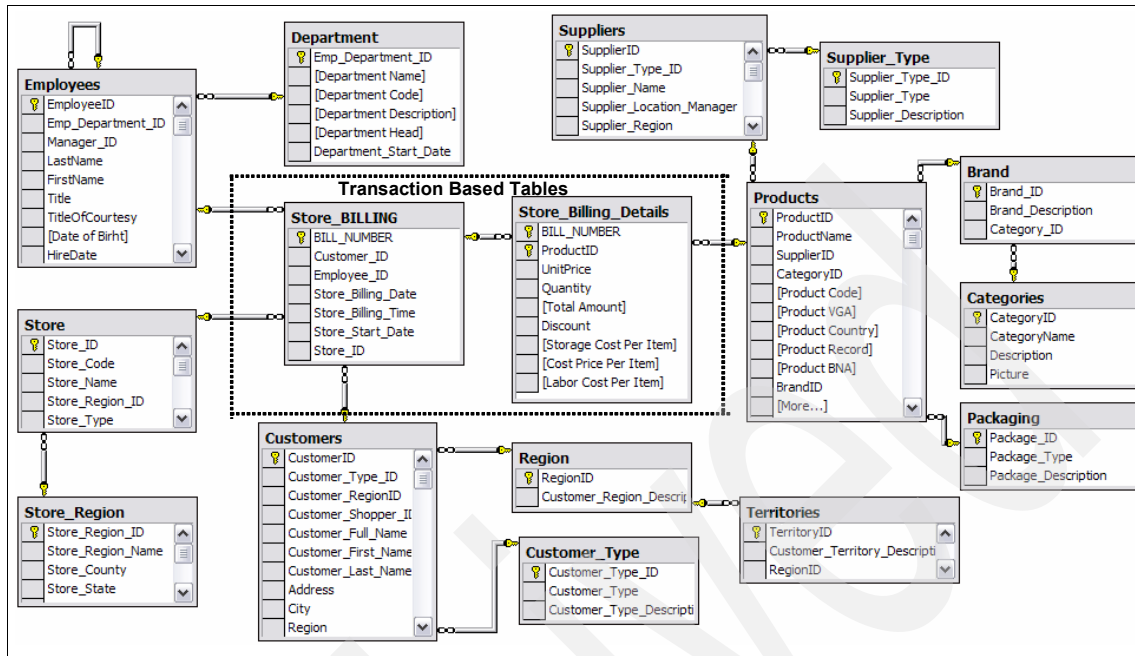 Department
Emp_Department_ID
[Department Name]
[Department Code]
[Department Description]
[Department Head]
Department_Start_Date
Employees
EmployeeID
Emp_Department_ID
Manager_ID
LastName
FirstName
Title
TitleOfCourtesy
[Date of Birht]
HireDate
Suppliers
SupplierID
Supplier_Type_ID
Supplier_Name
Supplier_Location_Manager
Supplier_Region
Supplier_Type
Supplier_Type_ID
Supplier_Type
Supplier_Description
Transaction Based Tables
Store_BILLING
BILL_NUMBER
Customer_ID
Employee_ID
Store_Billing_Date
Store_Billing_Time
Store_Start_Date
Store_ID
Store_Billing_Details
BILL_NUMBER
ProductID
UnitPrice
Quantity
[Total Amount]
Discount
[Storage Cost Per Item]
[Cost Price Per Item]
[Labor Cost Per Item]
Products
ProductID
ProductName
SupplierID
CategoryID
[Product Code]
[Product VGA]
[Product Country]
[Product Record]
[Product BNA]
BrandID
[More...]
Brand
Brand_ID
Brand_Description
Category_ID
Categories
CategoryID
CategoryName
Description
Picture
Packaging
Package_ID
Package_Type
Package_Description
Store
Store_ID
Store_Code
Store_Name
Store_Region_ID
Store_Type
Store_Region
Store_Region_ID
Store_Region_Name
Store_County
Store_State
Customers
CustomerID
Customer_Type_ID
Customer_RegionID
Customer_Shopper_ID
Customer_Full_Name
Customer_First_Name
Customer_Last_Name
Address
City
Region
Region
RegionID
Customer_Region_Descrip
Territories
TerritoryID
Customer_Territory_Descripti
RegionID
Customer_Type
Customer_Type_ID
Customer_Type
Customer_Type_Descripti